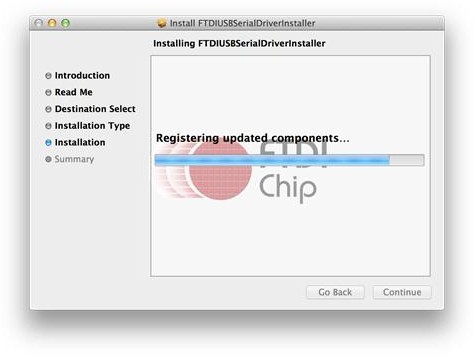 Install FTDIUSBSerialDriverInstaller
Installing FTDIUSBSerialDriverInstaller
Introduction
Read Me
Destination Select
Installation Type
Installation
Summary
Registering updated components...
FTDI
Chip
Go Back
Continue